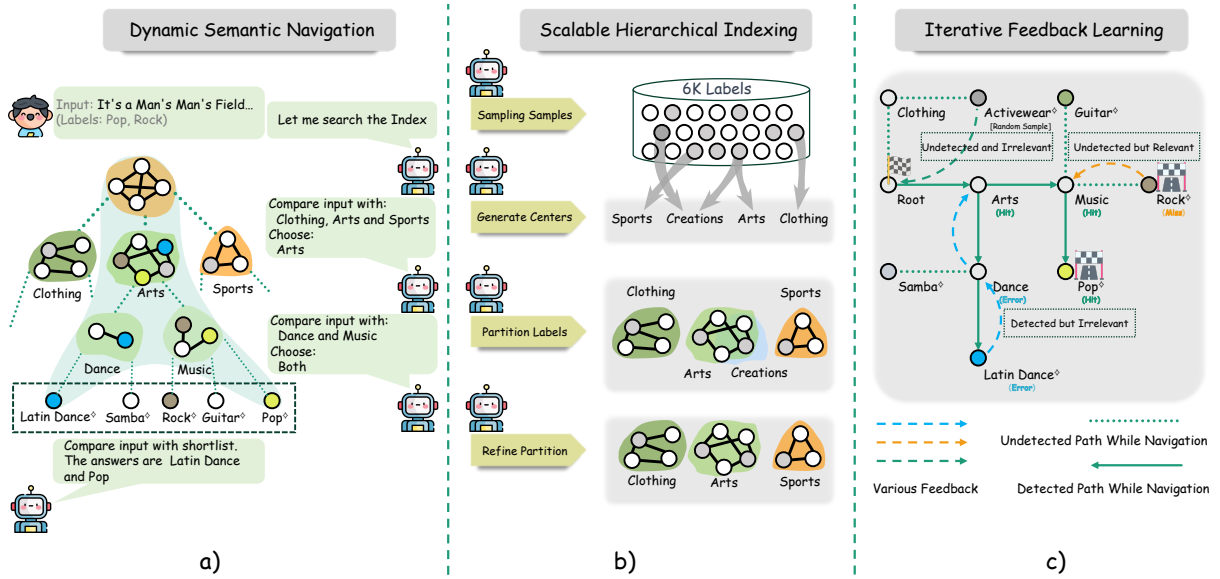 Dynamic Semantic Navigation
Input: It's a Man's Man's Field...
(Labels: Pop, Rock)
Let me search the Index
Compare input with:
Clothing, Arts and Sports
Choose:
Arts
Clothing
Arts
Sports
Compare input with:
Dance and Music
Choose:
Both
Dance
Music
Latin Dance◊
Samba◊
Rock◊
Guitar◊
Pop◊
Compare input with shortlist.
The answers are Latin Dance
and Pop
a)
Scalable Hierarchical Indexing
Sampling Samples
6K Labels
Generate Centers
Sports
Creations
Arts
Clothing
Partition Labels
Clothing
Sports
Arts
Creations
Refine Partition
Clothing
Arts
Sports
b)
Iterative Feedback Learning
Clothing
Activewear◊
[Random Sample]
Guitar◊
Undetected and Irrelevant
Undetected but Relevant
Root
Arts
(Hit)
Music
(Hit)
Rock◊
(Miss)
Samba◊
Dance
(Error)
Pop◊
(Hit)
Detected but Irrelevant
Latin Dance◊
(Error)
Undetected Path While Navigation
Various Feedback
Detected Path While Navigation
c)